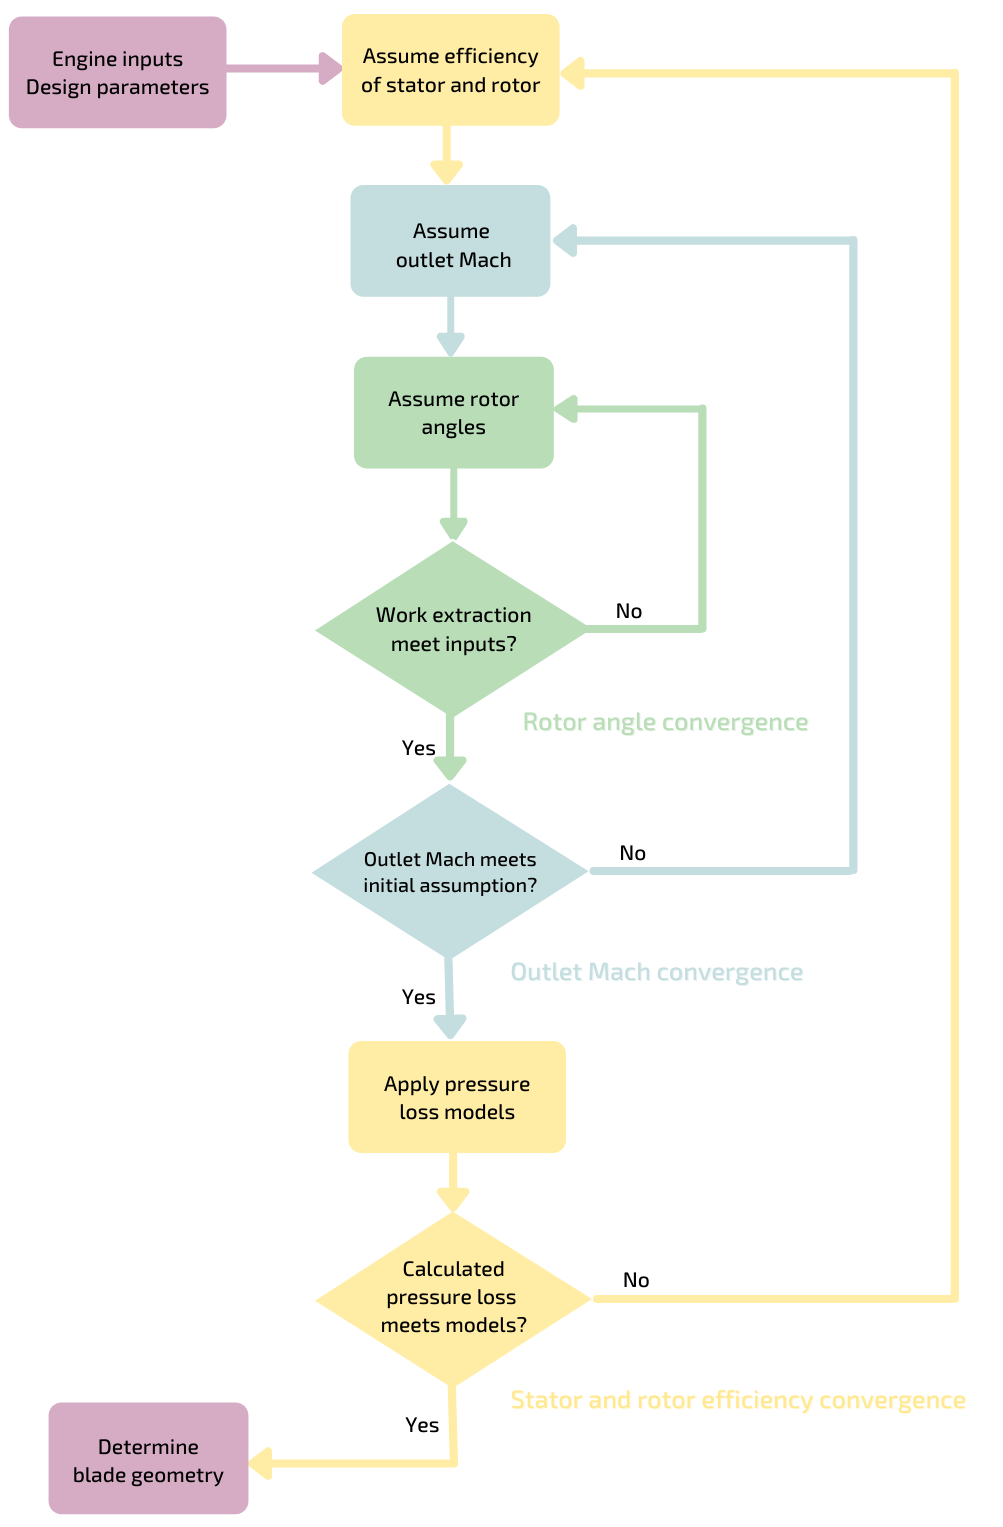 Engine inputs
Design parameters
Assume efficiency
of stator and rotor
Assume
outlet Mach
Assume rotor
angles
Work extraction
meet inputs?
No
Rotor angle convergence
Yes
Outlet Mach meets
initial assumption?
No
Outlet Mach convergence
Yes
Apply pressure
loss models
Calculated
pressure loss
meets models?
No
Stator and rotor efficiency convergence
Yes
Determine
blade geometry